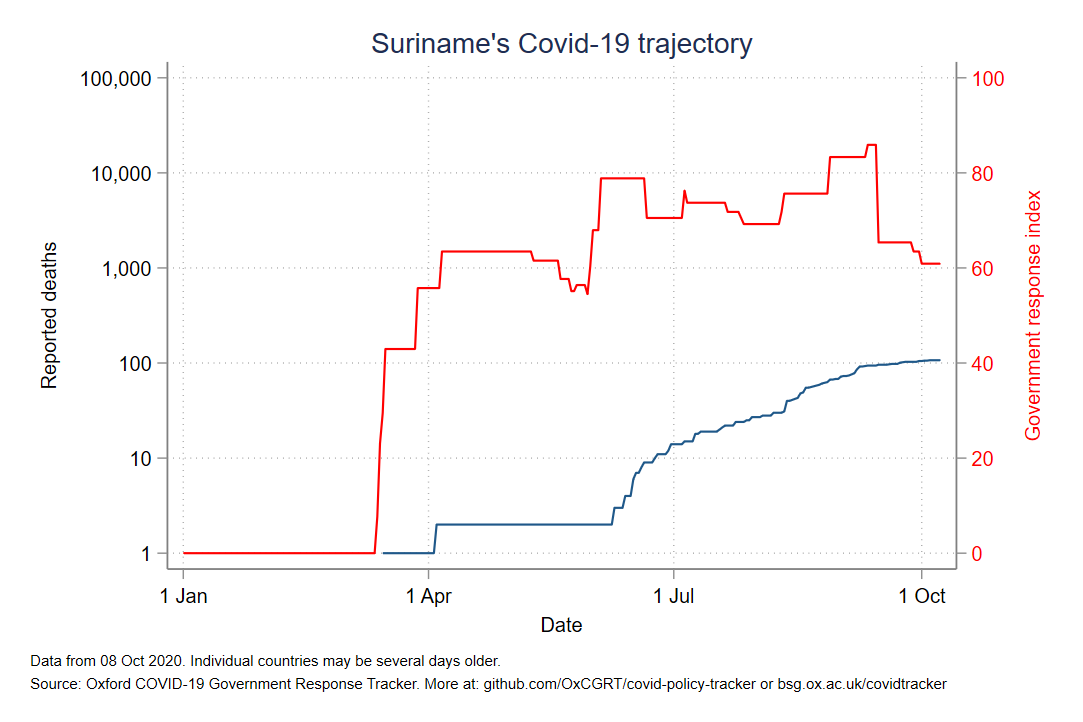 Suriname's Covid-19 trajectory
100,000
10,000
1,000
100
10
1
Reported deaths
100
80
60
40
20
0
Government response index
1 Jan
1 Apr
1 Jul
1 Oct
Date
Data from 08 Oct 2020. Individual countries may be several days older.
Source: Oxford COVID-19 Government Response Tracker. More at: github.com/OxCGRT/covid-policy-tracker or bsg.ox.ac.uk/covidtracker